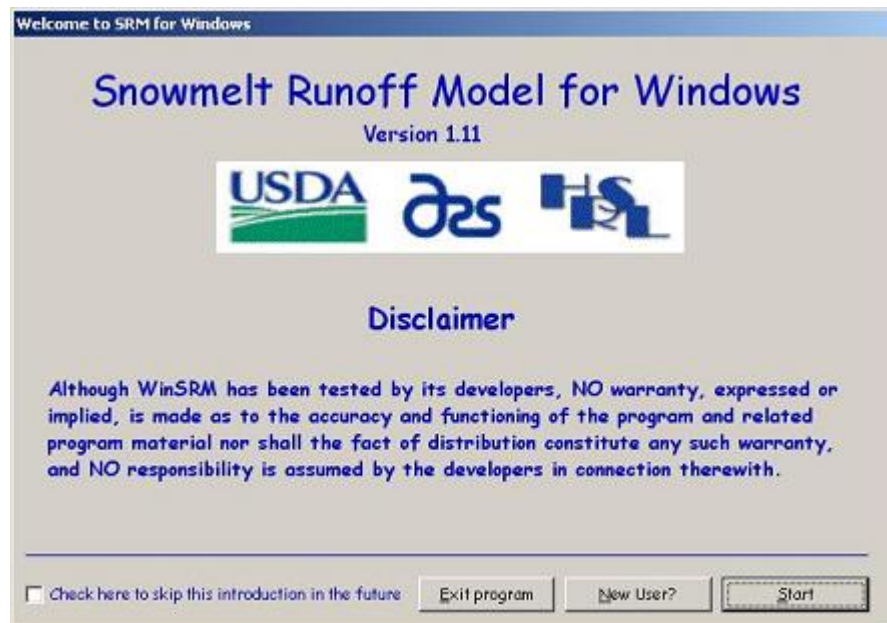 Welcome to SRM for Windows
Snowmelt Runoff Model for Windows
Version 1.11
USDA ars HRSL
Disclaimer
Although WinSRM has been tested by its developers, NO warranty, expressed or
implied, is made as to the accuracy and functioning of the program and related
program material nor shall the fact of distribution constitute any such warranty,
and NO responsibility is assumed by the developers in connection therewith.
Check here to skip this introduction in the future Exit program New User? Start